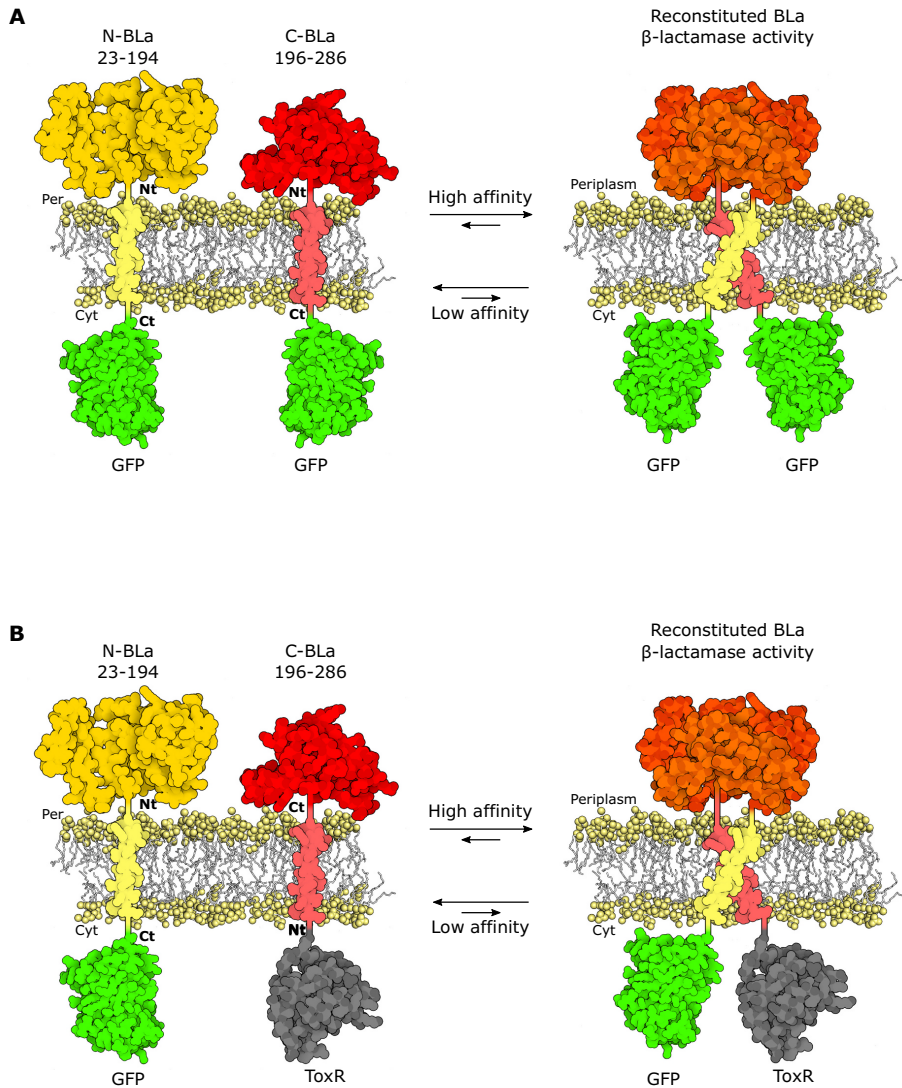 A
N-BLa
23-194
C-BLa
196-286
Reconstituted BLa
β-lactamase activity
Per
Nt
Nt
High affinity
Periplasm
Cyt
Ct
Ct
Low affinity
Cyt
GFP
GFP
GFP
GFP
B
N-BLa
23-194
C-BLa
196-286
Reconstituted BLa
β-lactamase activity
Per
Nt
Ct
High affinity
Periplasm
Cyt
Ct
Nt
Low affinity
Cyt
GFP
ToxR
GFP
ToxR